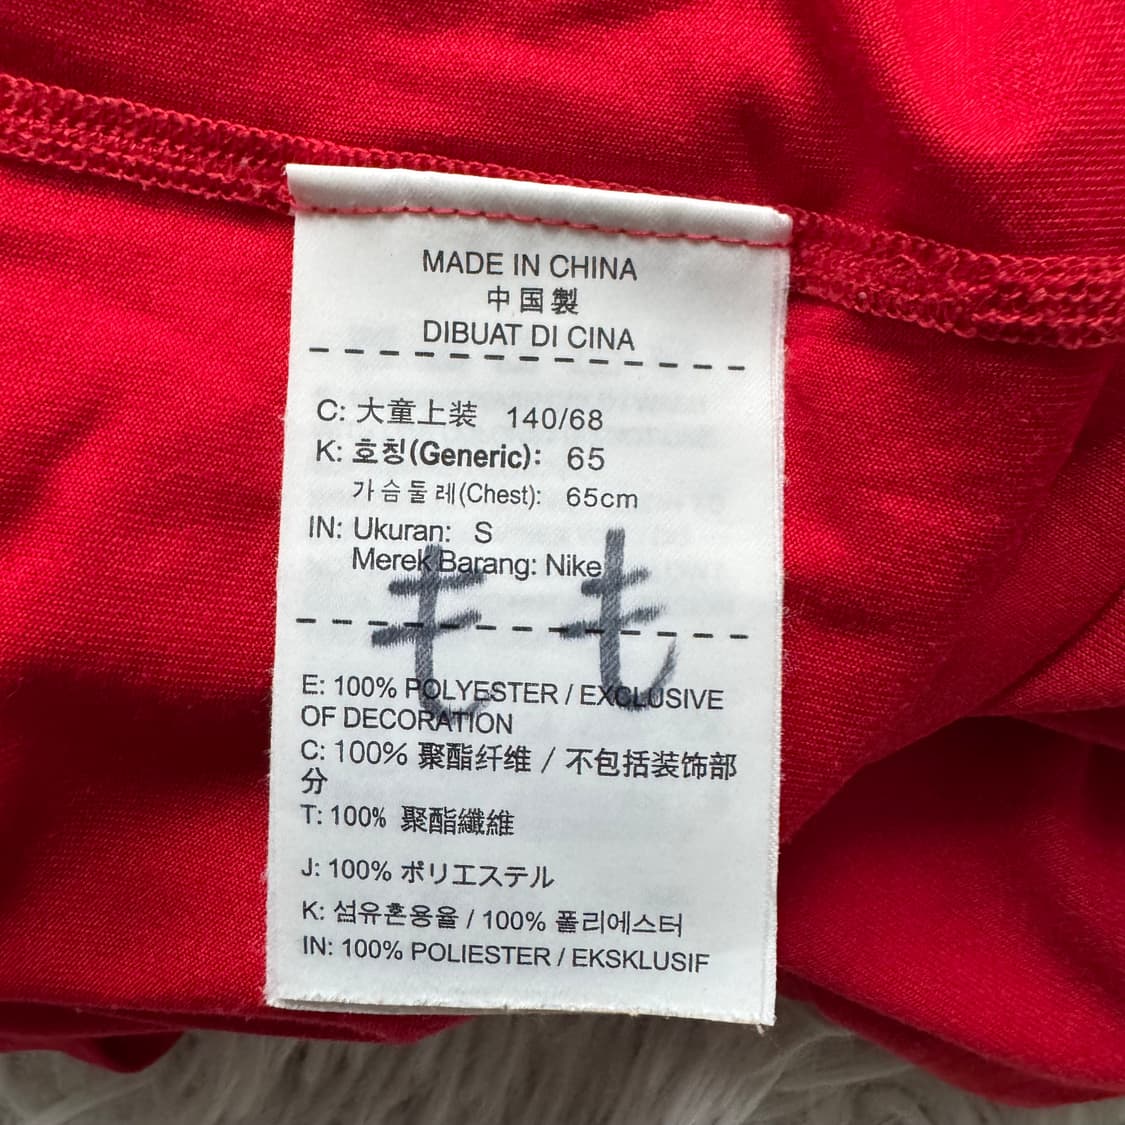 MADE IN CHINA
中国製
DIBUAT DI CINA
C: 大童上装 140/68
K: 호칭(Generic): 65
가슴둘레(Chest): 65cm
IN: Ukuran: S
Merek Barang: Nike
もも
E: 100% POLYESTER / EXCLUSIVE
OF DECORATION
C: 100% 聚酯纤维 / 不包括装饰部
分
T: 100% 聚酯纖維
J: 100% ポリエステル
K: 섬유혼용율 / 100% 폴리에스터
IN: 100% POLIESTER / EKSKLUSIF